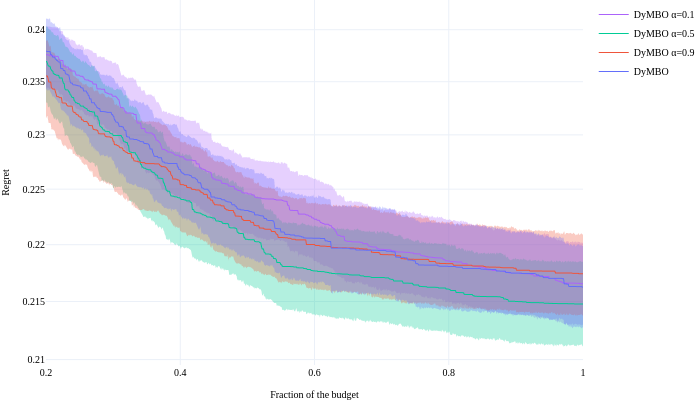 DyMBO α=0.1
DyMBO α=0.5
DyMBO α=0.9
DyMBO
0.24
0.235
0.23
0.225
0.22
0.215
0.21
Regret
0.2
0.4
0.6
0.8
1
Fraction of the budget